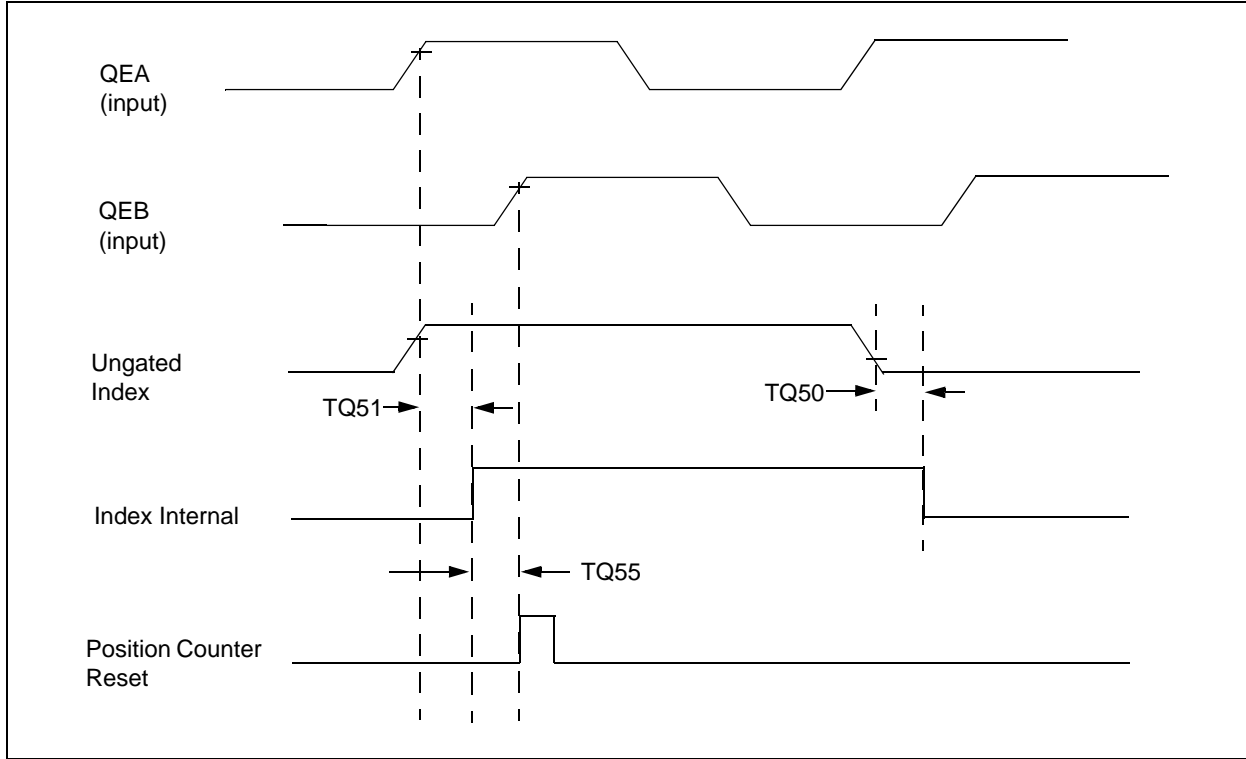 QEA
(input)
QEB
(input)
Ungated
Index
TQ51
TQ50
Index Internal
TQ55
Position Counter
Reset